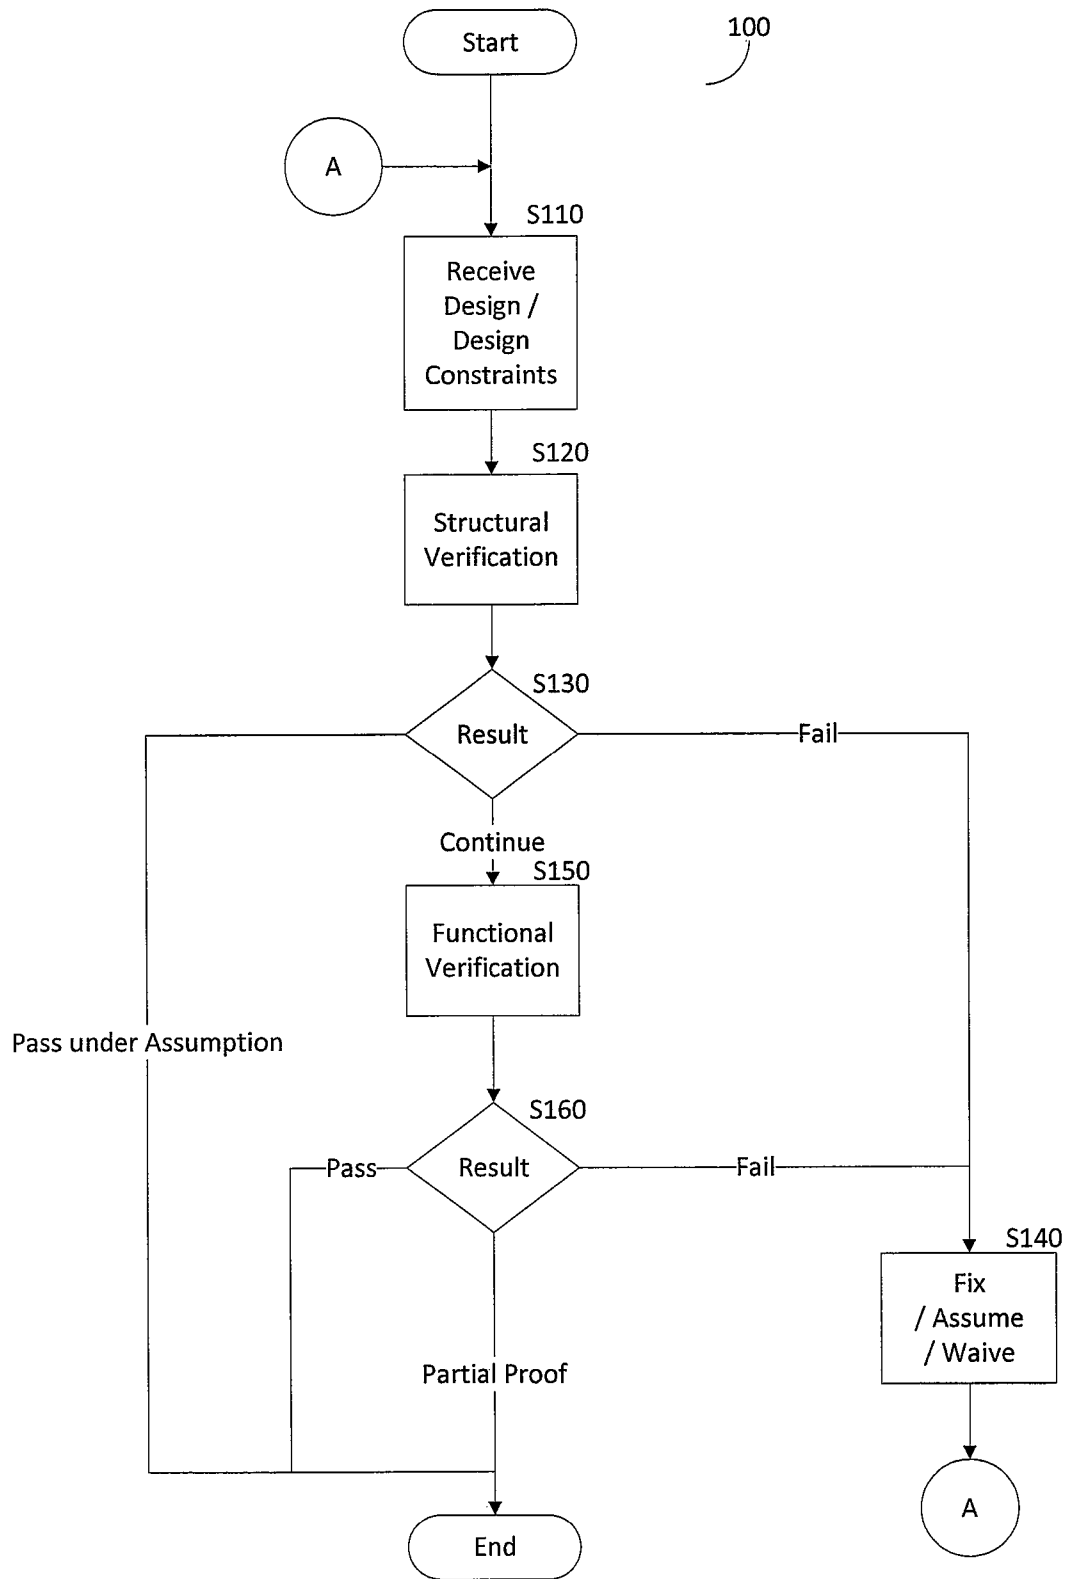 Start
100
A
S110
Receive
Design /
Design
Constraints
S120
Structural
Verification
S130
Result
Fail
Continue
S150
Functional
Verification
Pass under Assumption
S160
Pass
Result
Fail
S140
Fix
/ Assume
/ Waive
Partial Proof
A
End